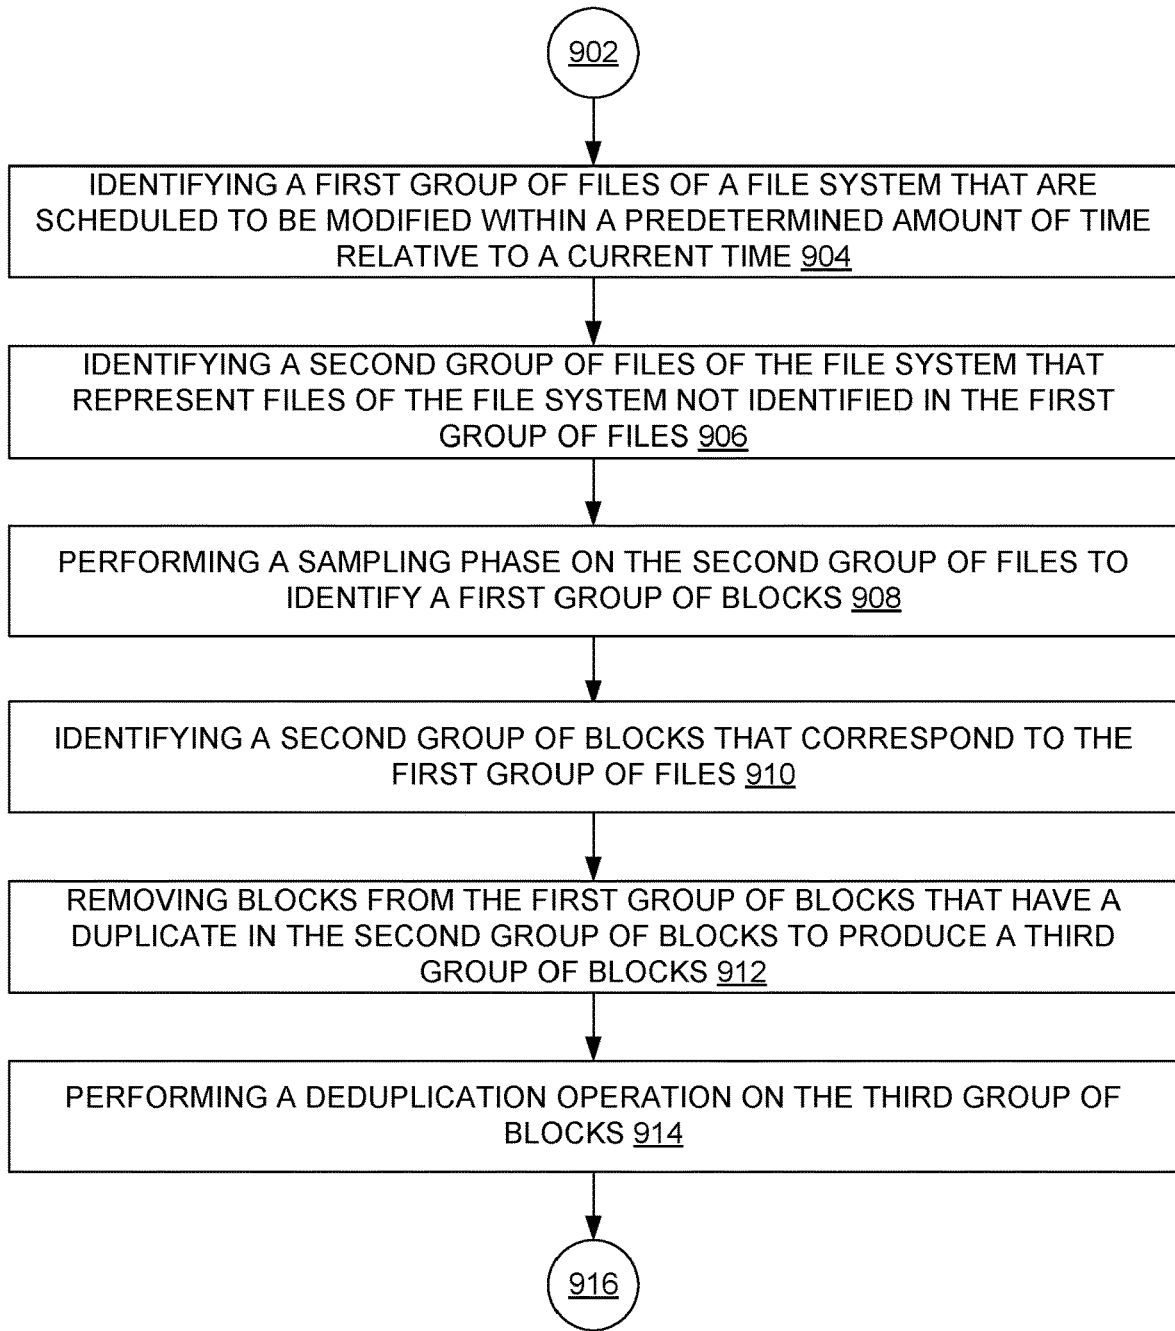 902
IDENTIFYING A FIRST GROUP OF FILES OF A FILE SYSTEM THAT ARE
SCHEDULED TO BE MODIFIED WITHIN A PREDETERMINED AMOUNT OF TIME
RELATIVE TO A CURRENT TIME 904
IDENTIFYING A SECOND GROUP OF FILES OF THE FILE SYSTEM THAT
REPRESENT FILES OF THE FILE SYSTEM NOT IDENTIFIED IN THE FIRST
GROUP OF FILES 906
PERFORMING A SAMPLING PHASE ON THE SECOND GROUP OF FILES TO
IDENTIFY A FIRST GROUP OF BLOCKS 908
IDENTIFYING A SECOND GROUP OF BLOCKS THAT CORRESPOND TO THE
FIRST GROUP OF FILES 910
REMOVING BLOCKS FROM THE FIRST GROUP OF BLOCKS THAT HAVE A
DUPLICATE IN THE SECOND GROUP OF BLOCKS TO PRODUCE A THIRD
GROUP OF BLOCKS 912
PERFORMING A DEDUPLICATION OPERATION ON THE THIRD GROUP OF
BLOCKS 914
916